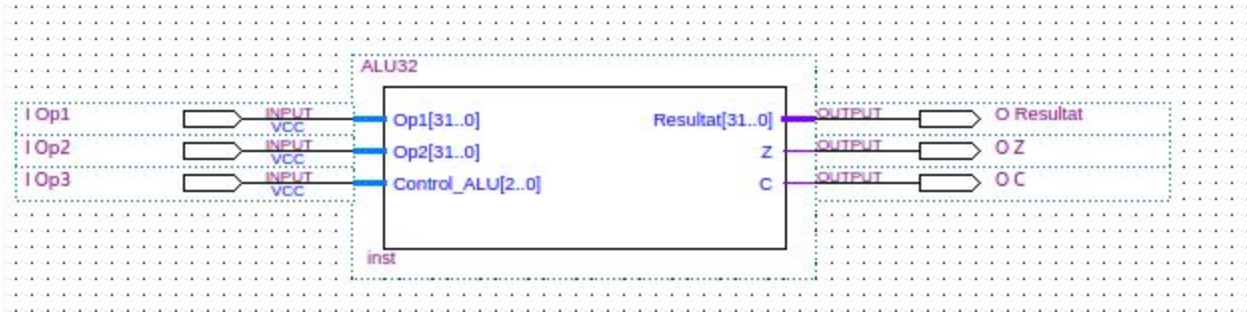 ALU32
I Op1 INPUT VCC Op1[31..0] Resultat[31..0] OUTPUT O Resultat
I Op2 INPUT VCC Op2[31..0] Z OUTPUT O Z
I Op3 INPUT VCC Control_ALU[2..0] C OUTPUT O C
inst